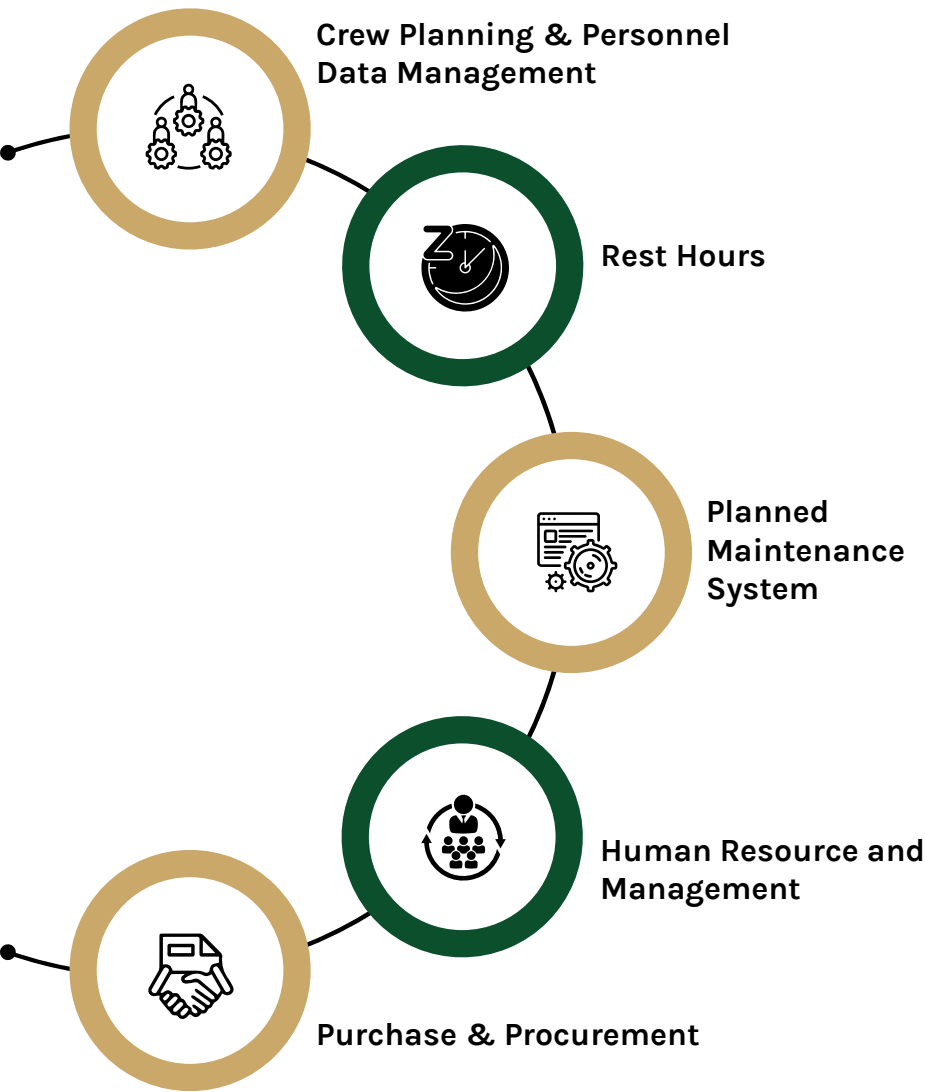 Crew Planning & Personnel
Data Management
Rest Hours
Planned
Maintenance
System
Human Resource and
Management
Purchase & Procurement